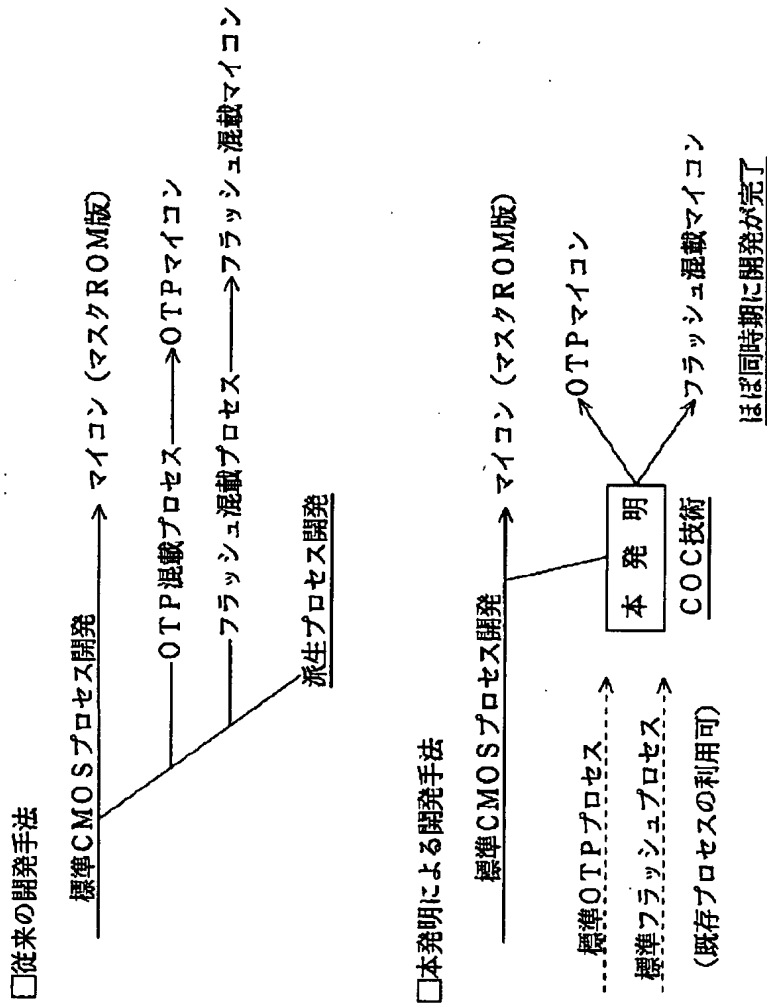 □従来の開発手法
標準CMOSプロセス開発
マイコン（マスクROM版）
OTP混載プロセス
OTPマイコン
フラッシュ混載プロセス
フラッシュ混載マイコン
派生プロセス開発
□本発明による開発手法
標準CMOSプロセス開発
マイコン（マスクROM版）
標準OTPプロセス
標準フラッシュプロセス
（既存プロセスの利用可）
本発明
COC技術
OTPマイコン
フラッシュ混載マイコン
ほぼ同時期に開発が完了